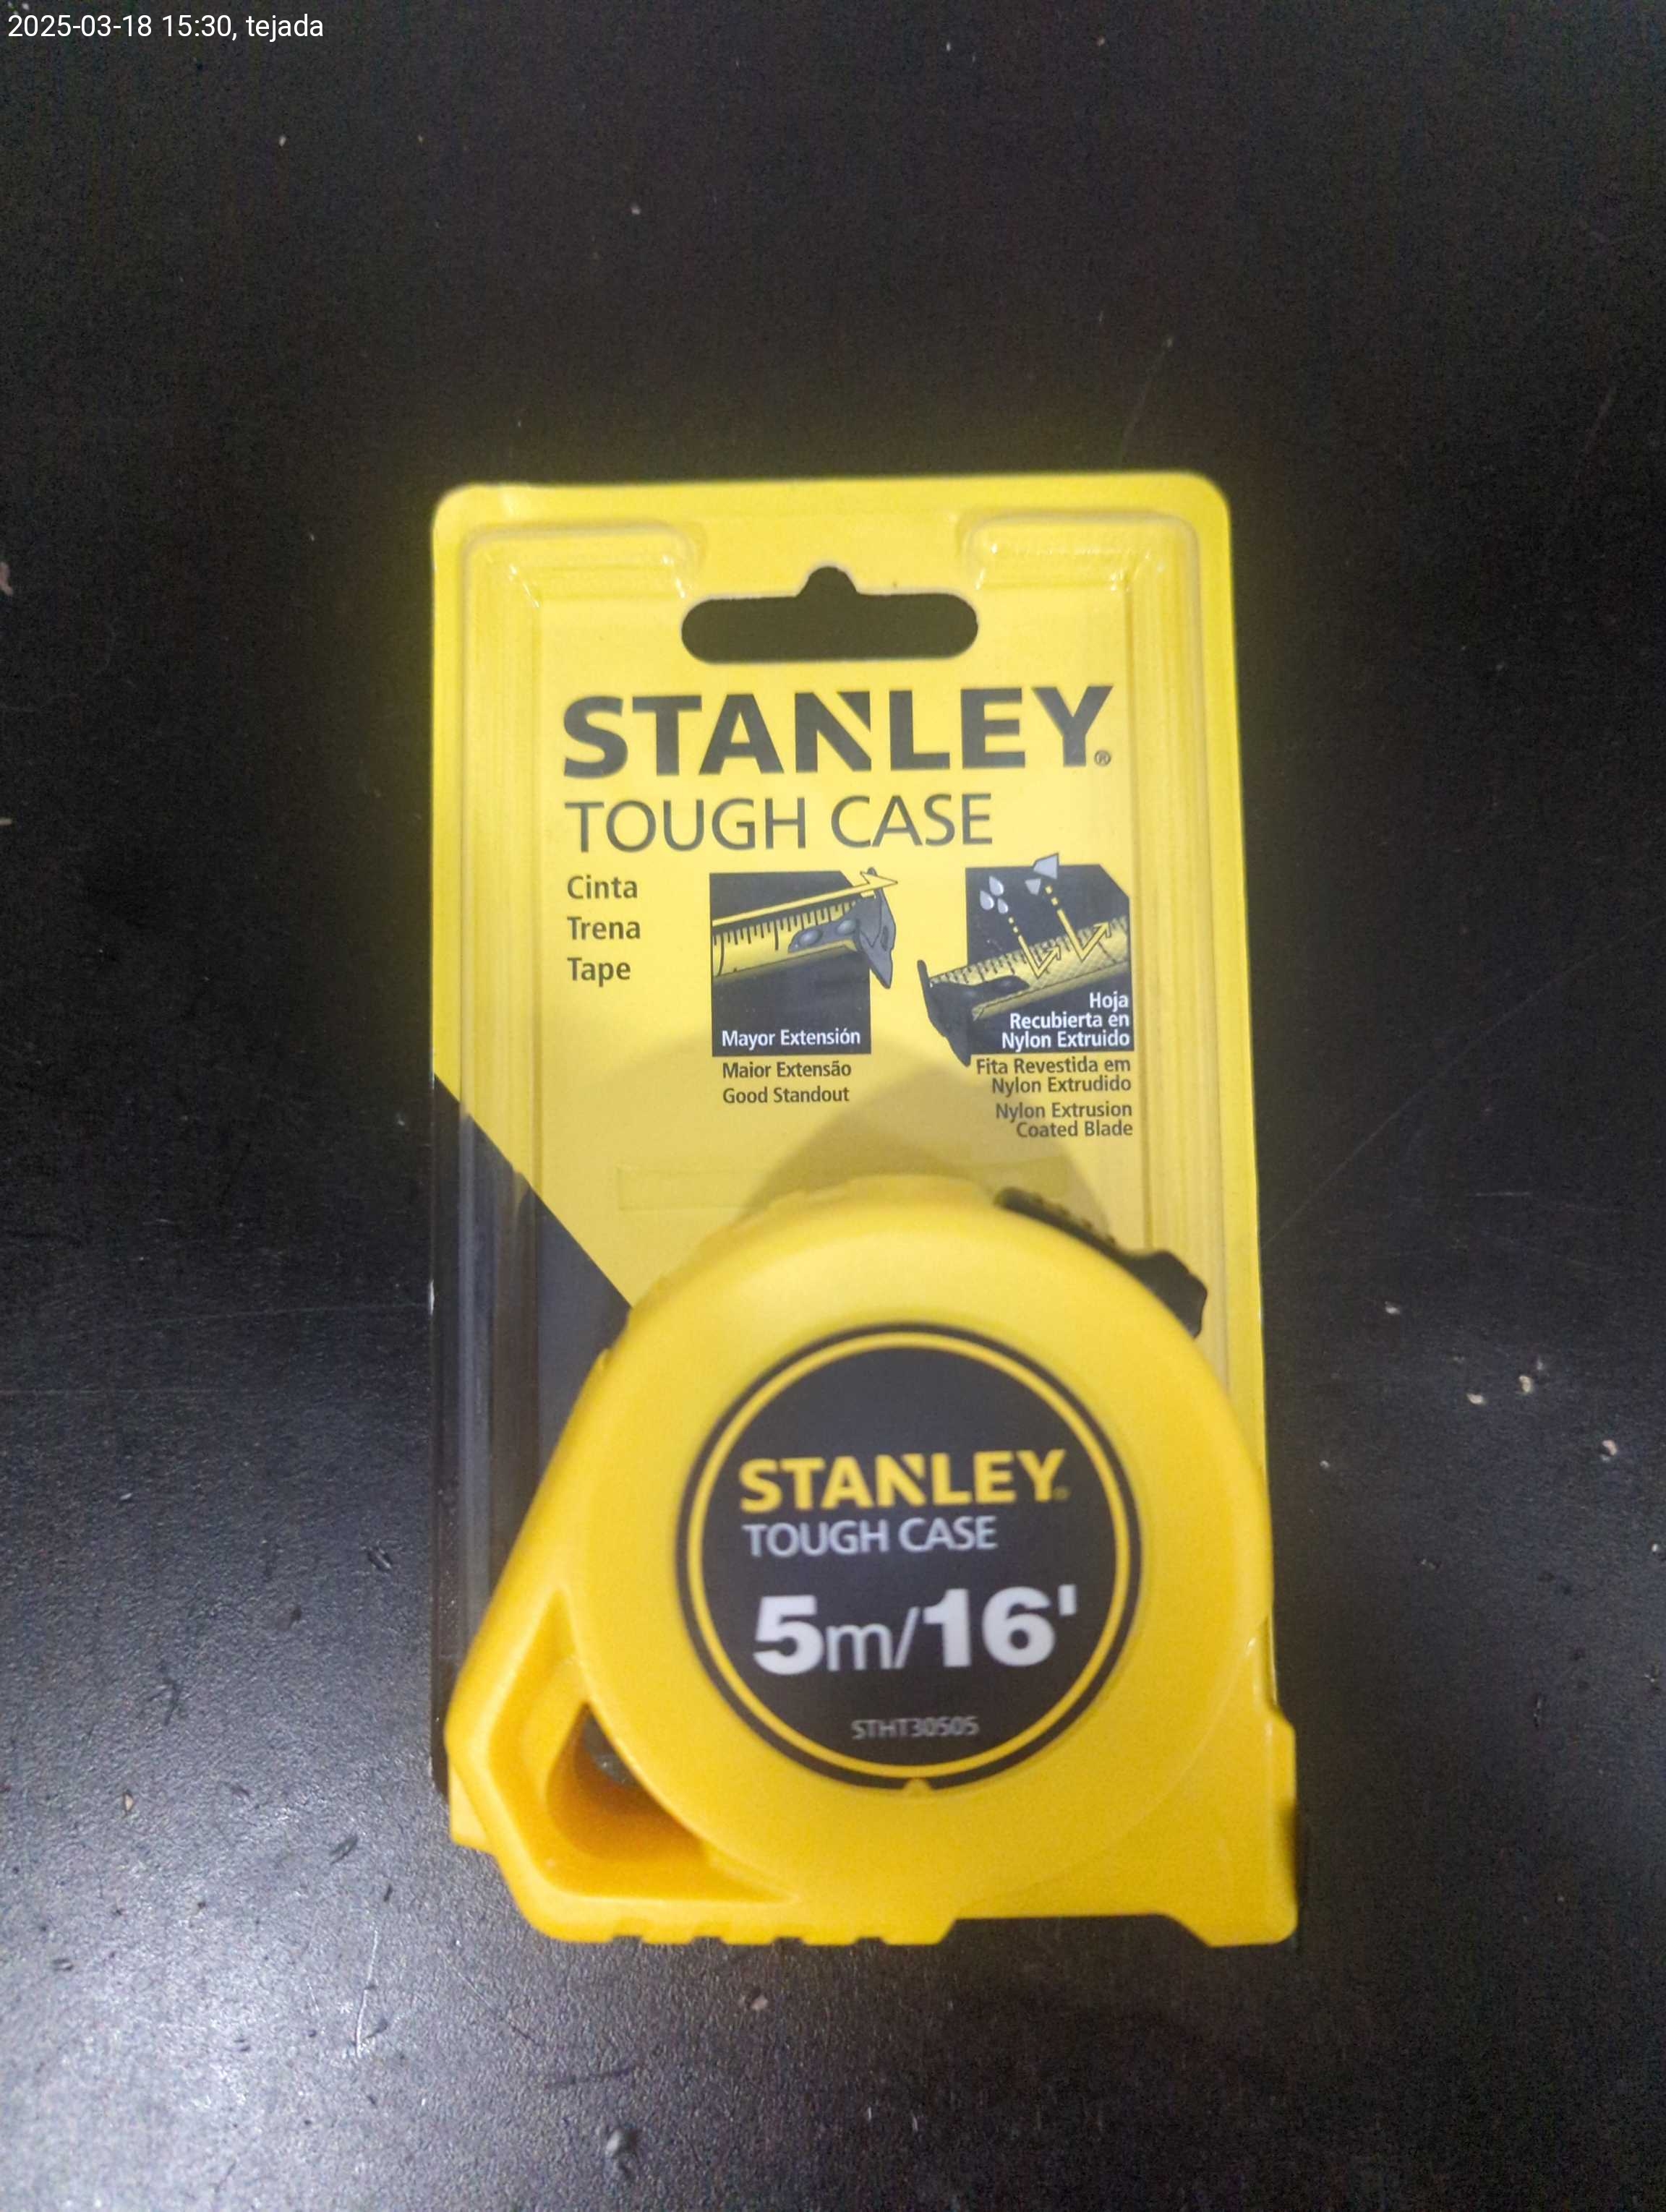 2025-03-18 15:30, tejada
STANLEY®
TOUGH CASE
Cinta
Trena
Tape
Mayor Extensión
Maior Extensão
Good Standout
Hoja
Recubierta en
Nylon Extruido
Fita Revestida em
Nylon Extrudido
Nylon Extrusion
Coated Blade
STANLEY®
TOUGH CASE
5m/16'
STHT30505